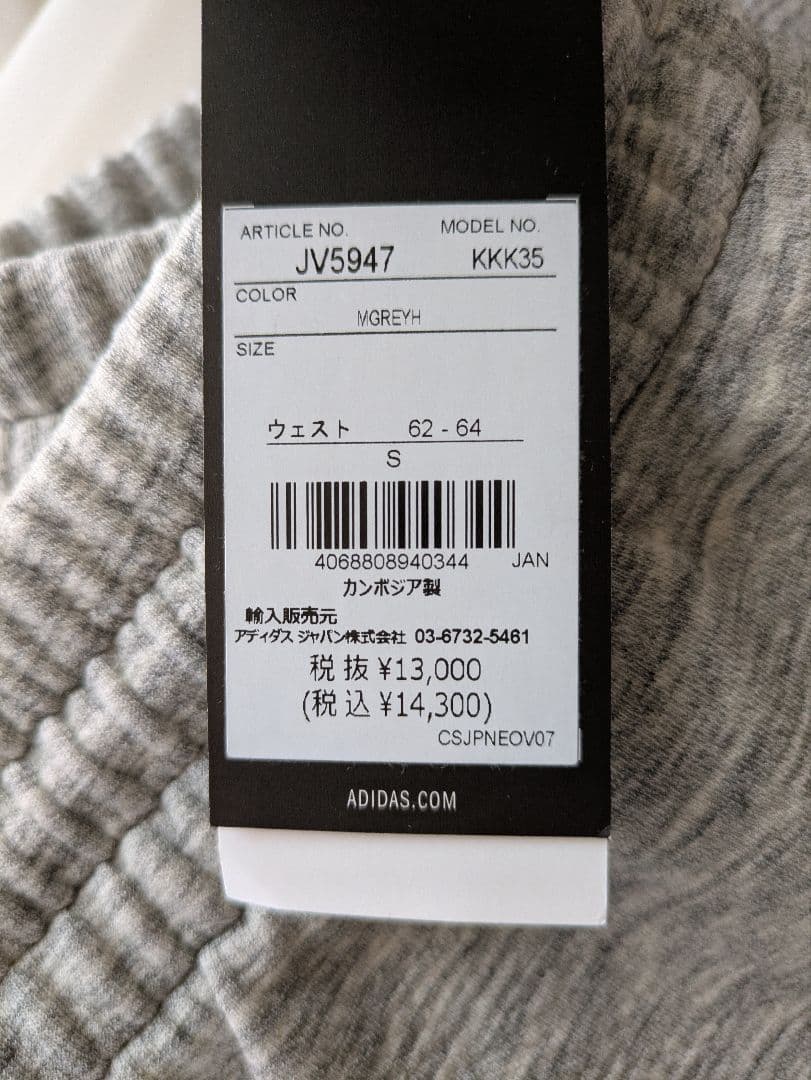 ARTICLE NO. MODEL NO.
JV5947 KKK35
COLOR
MGREYH
SIZE
ウェスト 62 - 64
S
4068808940344 JAN
カンボジア製
輸入販売元
アディダス ジャパン株式会社 03-6732-5461
税抜¥13,000
(税込¥14,300)
CSJPNEOV07
ADIDAS.COM